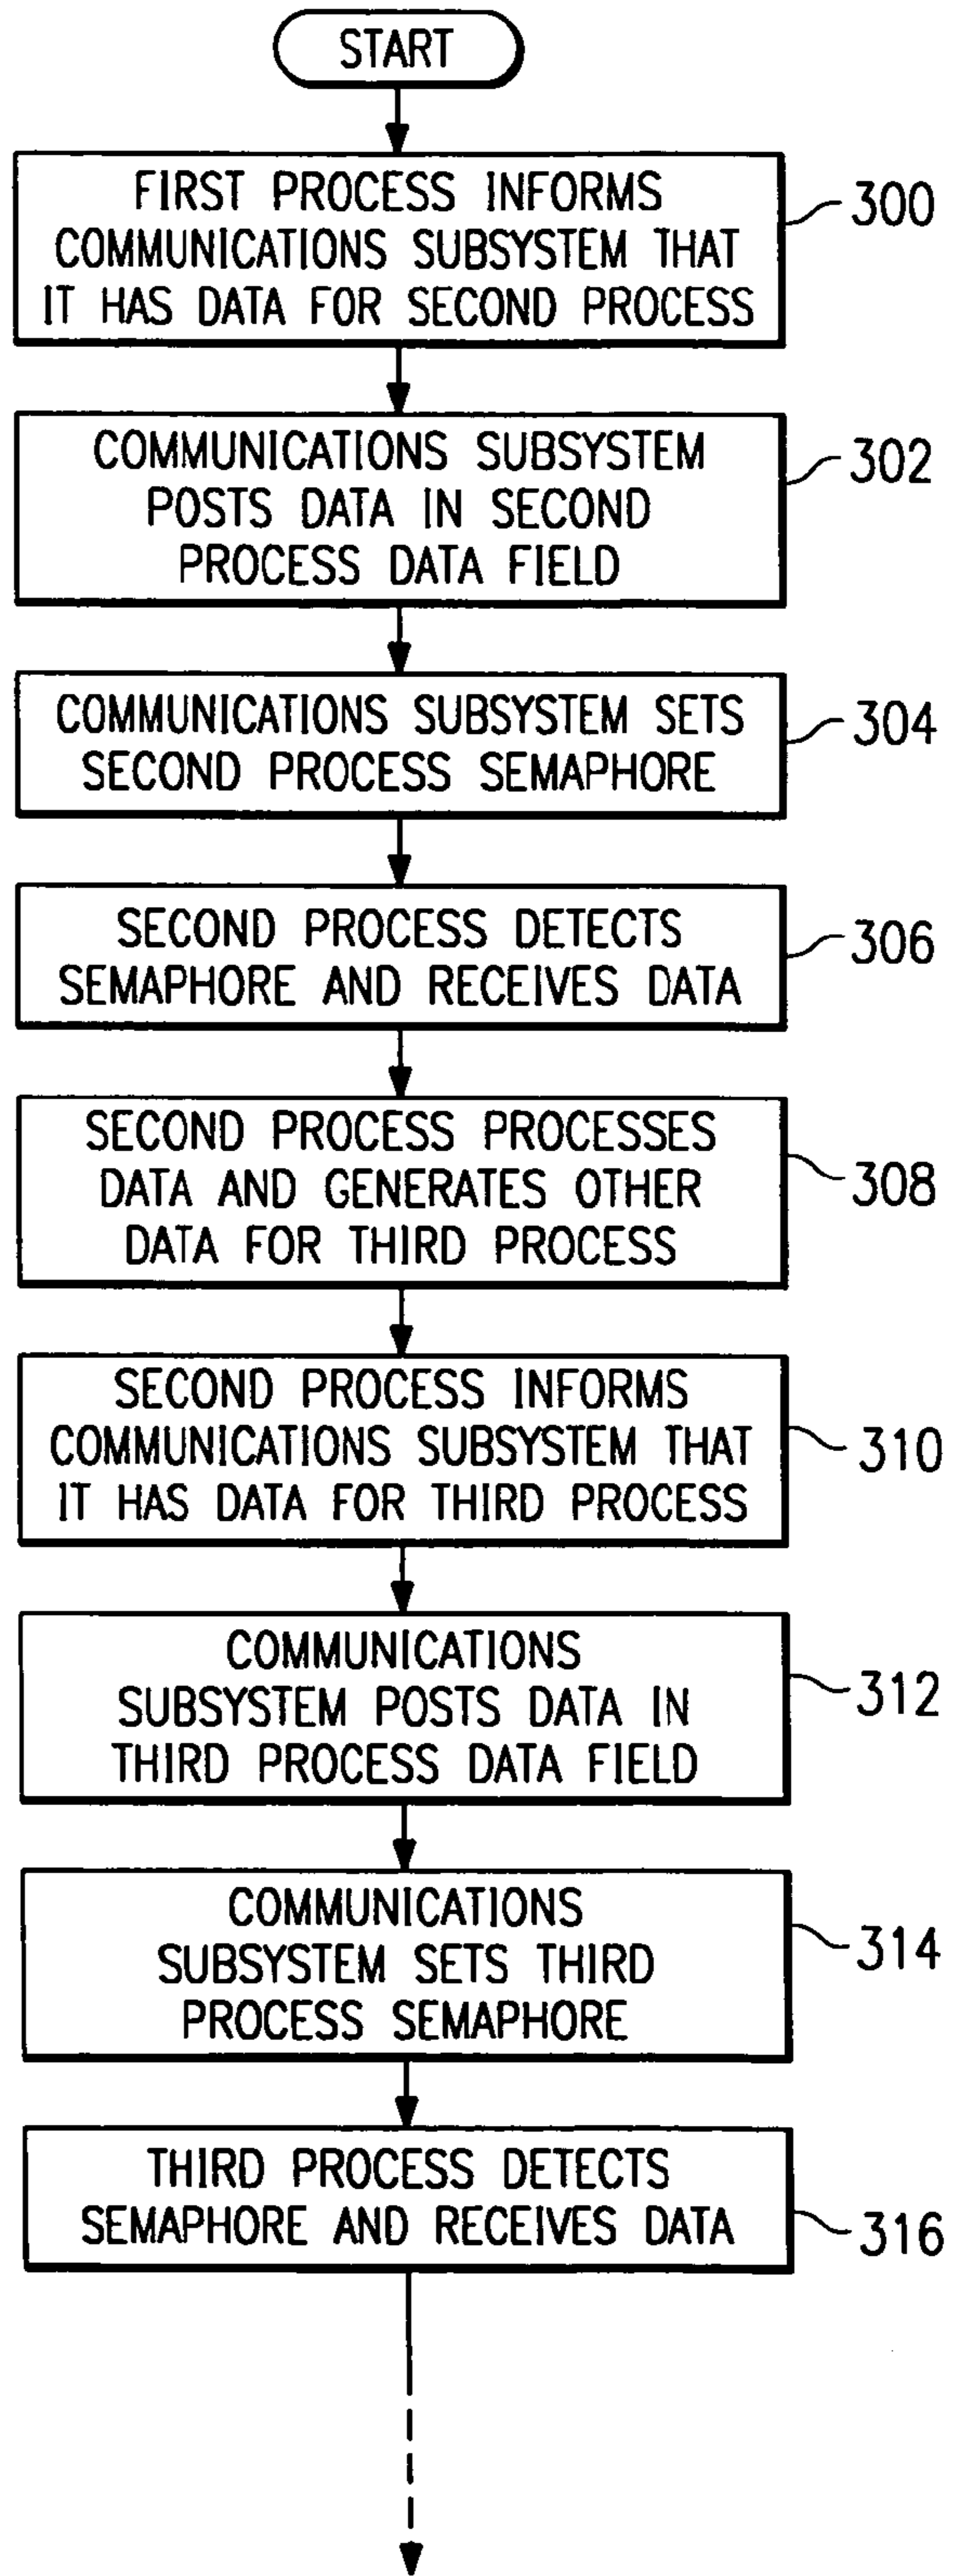 START
FIRST PROCESS INFORMS
COMMUNICATIONS SUBSYSTEM THAT
IT HAS DATA FOR SECOND PROCESS
300
COMMUNICATIONS SUBSYSTEM
POSTS DATA IN SECOND
PROCESS DATA FIELD
302
COMMUNICATIONS SUBSYSTEM SETS
SECOND PROCESS SEMAPHORE
304
SECOND PROCESS DETECTS
SEMAPHORE AND RECEIVES DATA
306
SECOND PROCESS PROCESSES
DATA AND GENERATES OTHER
DATA FOR THIRD PROCESS
308
SECOND PROCESS INFORMS
COMMUNICATIONS SUBSYSTEM THAT
IT HAS DATA FOR THIRD PROCESS
310
COMMUNICATIONS
SUBSYSTEM POSTS DATA IN
THIRD PROCESS DATA FIELD
312
COMMUNICATIONS
SUBSYSTEM SETS THIRD
PROCESS SEMAPHORE
314
THIRD PROCESS DETECTS
SEMAPHORE AND RECEIVES DATA
316